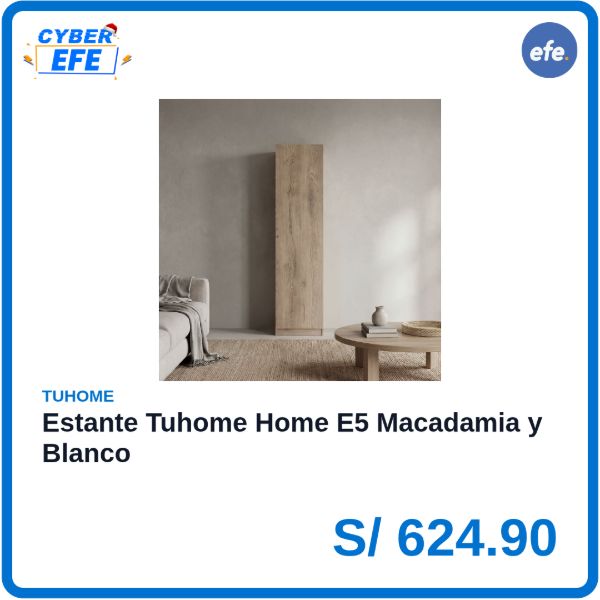 CYBER
EFE
efe.
TUHOME
Estante Tuhome Home E5 Macadamia y
Blanco
S/ 624.90